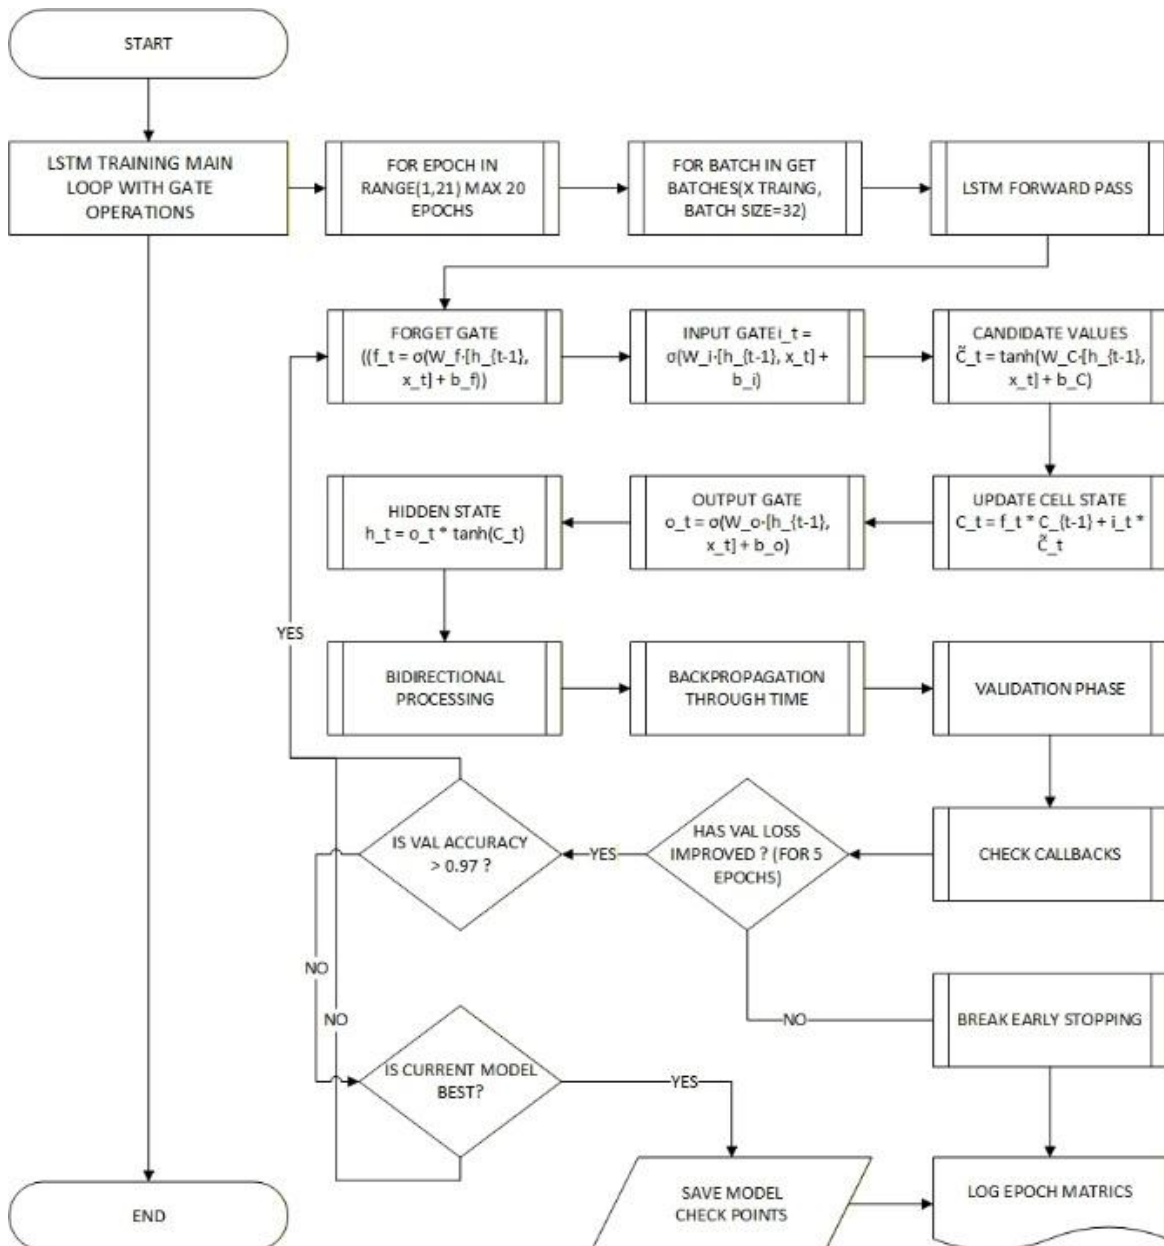 START
LSTM TRAINING MAIN
LOOP WITH GATE
OPERATIONS
FOR EPOCH IN
RANGE(1,21) MAX 20
EPOCHS
FOR BATCH IN GET
BATCHES(X TRAING,
BATCH SIZE=32)
LSTM FORWARD PASS
FORGET GATE
((f_t = σ(W_f·[h_{t-1},
x_t] + b_f))
INPUT GATE i_t =
σ(W_i·[h_{t-1}, x_t] +
b_i)
CANDIDATE VALUES
C̃_t = tanh(W_C·[h_{t-1},
x_t] + b_C)
HIDDEN STATE
h_t = o_t * tanh(C_t)
OUTPUT GATE
o_t = σ(W_o·[h_{t-1},
x_t] + b_o)
UPDATE CELL STATE
C_t = f_t * C_{t-1} + i_t *
C̃_t
YES
BIDIRECTIONAL
PROCESSING
BACKPROPAGATION
THROUGH TIME
VALIDATION PHASE
IS VAL ACCURACY
> 0.97 ?
YES
HAS VAL LOSS
IMPROVED ? (FOR 5
EPOCHS)
CHECK CALLBACKS
NO
NO
NO
BREAK EARLY STOPPING
IS CURRENT MODEL
BEST?
YES
END
SAVE MODEL
CHECK POINTS
LOG EPOCH MATRICS